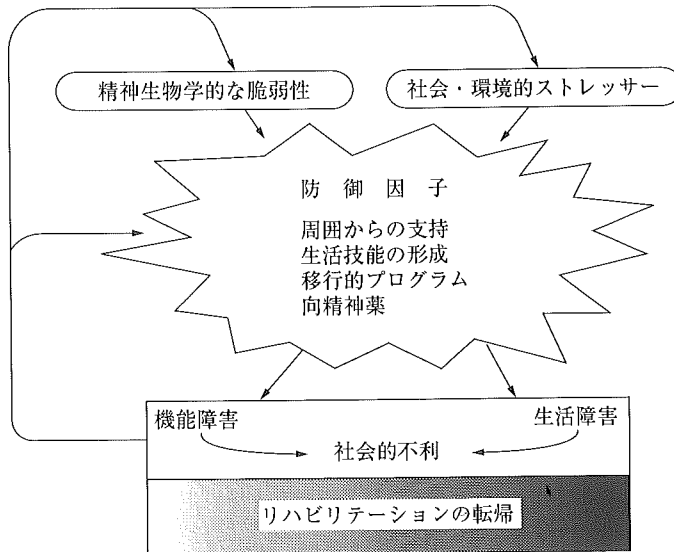 精神生物学的な脆弱性
社会・環境的ストレッサー
防御因子
周囲からの支持
生活技能の形成
移行的プログラム
向精神薬
機能障害
生活障害
社会的不利
リハビリテーションの転帰